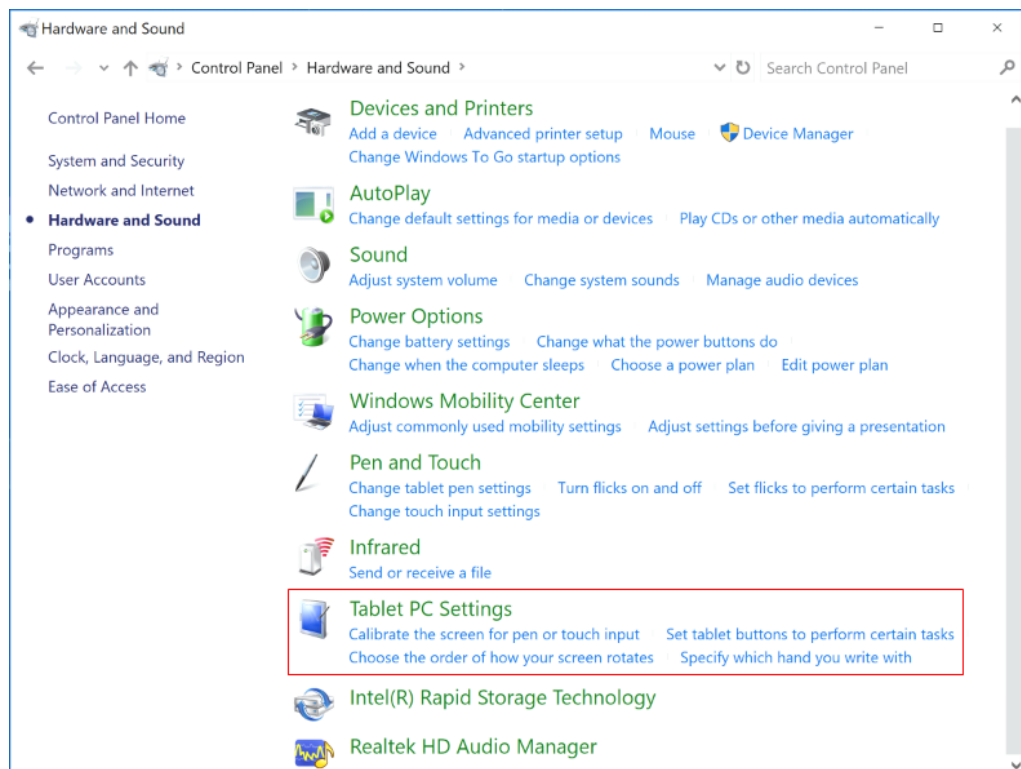 Hardware and Sound
Control Panel > Hardware and Sound >
Search Control Panel
Control Panel Home
System and Security
Network and Internet
Hardware and Sound
Programs
User Accounts
Appearance and
Personalization
Clock, Language, and Region
Ease of Access
Devices and Printers
Add a device Advanced printer setup Mouse Device Manager
Change Windows To Go startup options
AutoPlay
Change default settings for media or devices Play CDs or other media automatically
Sound
Adjust system volume Change system sounds Manage audio devices
Power Options
Change battery settings Change what the power buttons do
Change when the computer sleeps Choose a power plan Edit power plan
Windows Mobility Center
Adjust commonly used mobility settings Adjust settings before giving a presentation
Pen and Touch
Change tablet pen settings Turn flicks on and off Set flicks to perform certain tasks
Change touch input settings
Infrared
Send or receive a file
Tablet PC Settings
Calibrate the screen for pen or touch input Set tablet buttons to perform certain tasks
Choose the order of how your screen rotates Specify which hand you write with
Intel(R) Rapid Storage Technology
Realtek HD Audio Manager